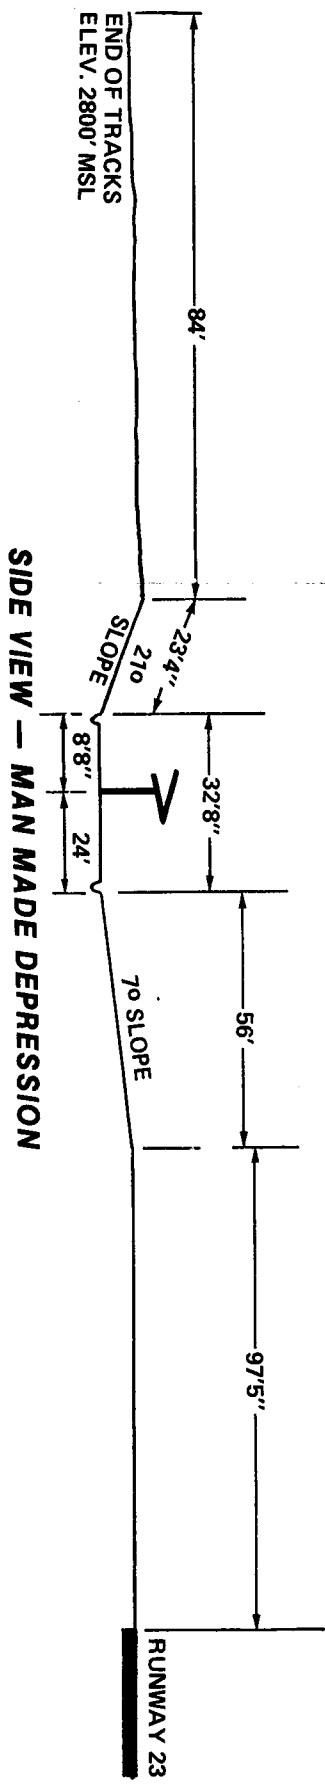 84'
23'4"
32'8"
56'
97'5"
RUNWAY 23
END OF TRACKS
ELEV. 2800' MSL
21º
SLOPE
8'8"
24'
7º SLOPE
SIDE VIEW — MAN MADE DEPRESSION